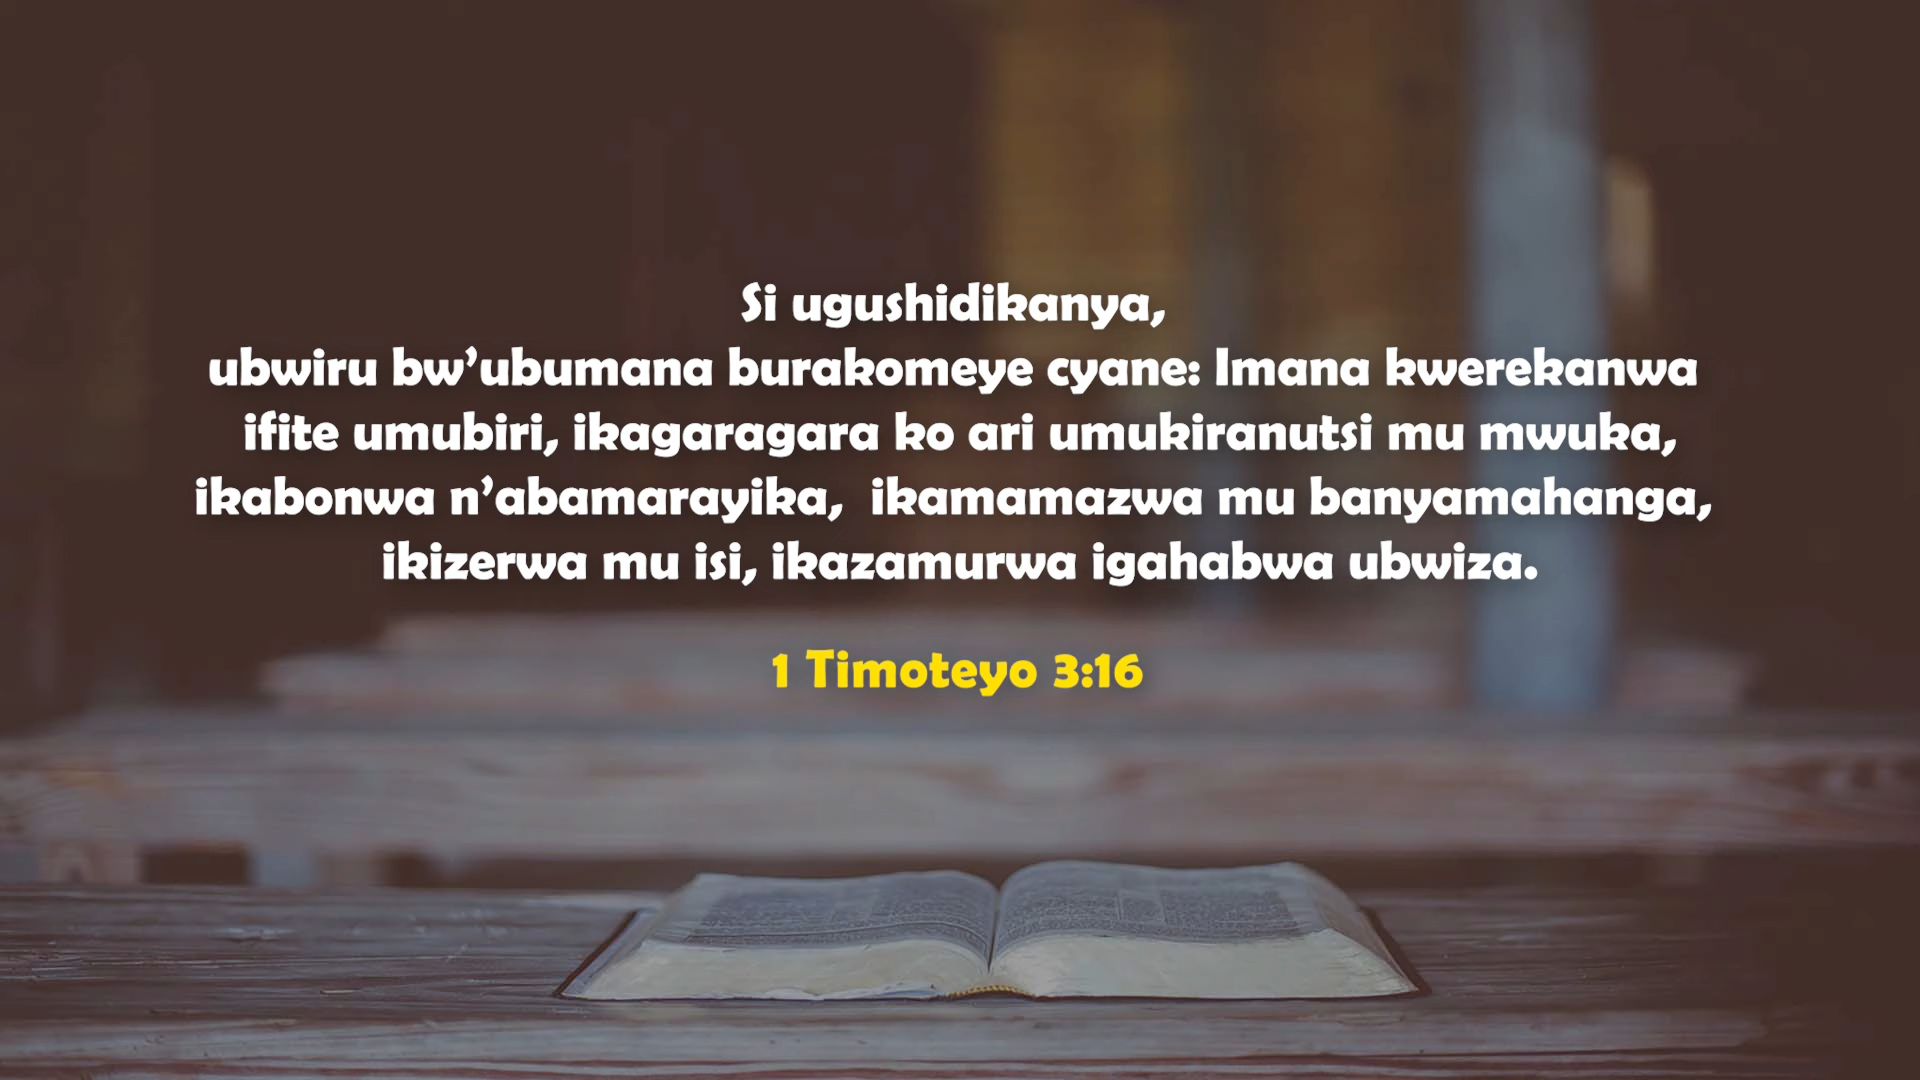 Si ugushidikanya,
ubwiru bw’ubumana burakomeye cyane: Imana kwerekanwa
ifite umubiri, ikagaragara ko ari umukiranutsi mu mwuka,
ikabonwa n’abamarayika,  ikamamazwa mu banyamahanga,
ikizerwa mu isi, ikazamurwa igahabwa ubwiza.
1 Timoteyo 3:16